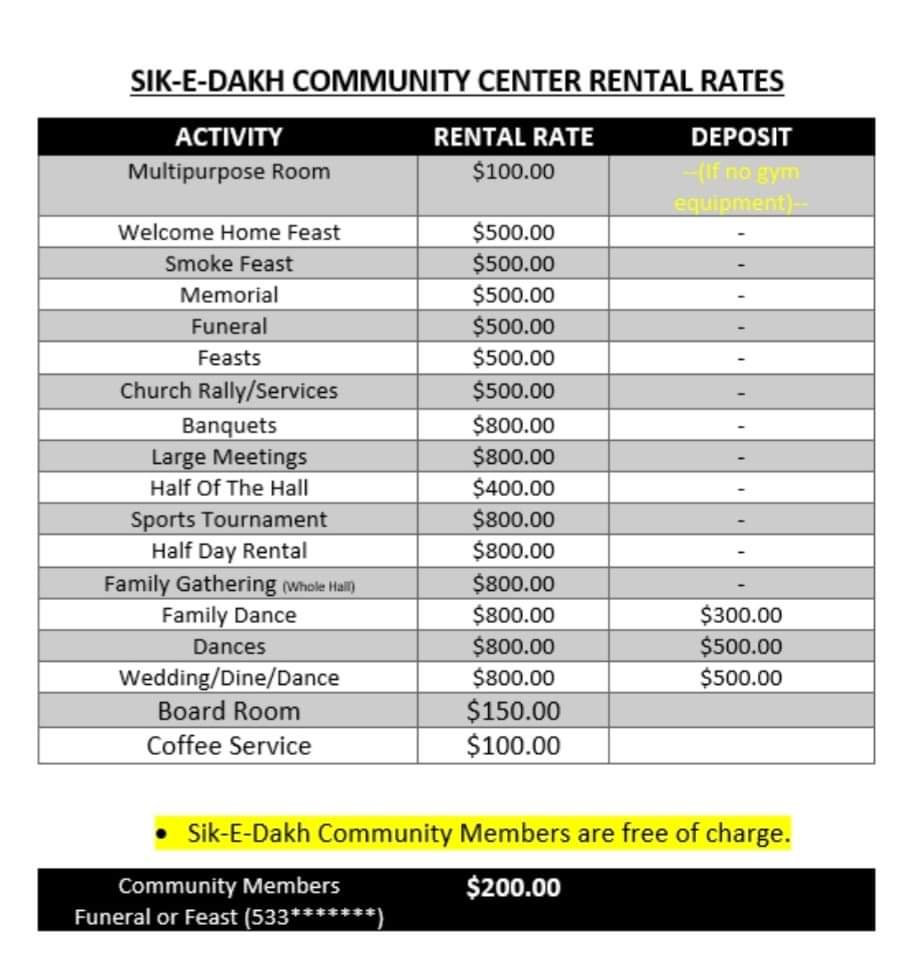 SIK-E-DAKH COMMUNITY CENTER RENTAL RATES
ACTIVITY RENTAL RATE DEPOSIT
Multipurpose Room $100.00 --(If no gym
equipment)--
Welcome Home Feast $500.00 -
Smoke Feast $500.00 -
Memorial $500.00 -
Funeral $500.00 -
Feasts $500.00 -
Church Rally/Services $500.00 -
Banquets $800.00 -
Large Meetings $800.00 -
Half Of The Hall $400.00 -
Sports Tournament $800.00 -
Half Day Rental $800.00 -
Family Gathering (Whole Hall) $800.00 -
Family Dance $800.00 $300.00
Dances $800.00 $500.00
Wedding/Dine/Dance $800.00 $500.00
Board Room $150.00
Coffee Service $100.00
• Sik-E-Dakh Community Members are free of charge.
Community Members $200.00
Funeral or Feast (533*******)